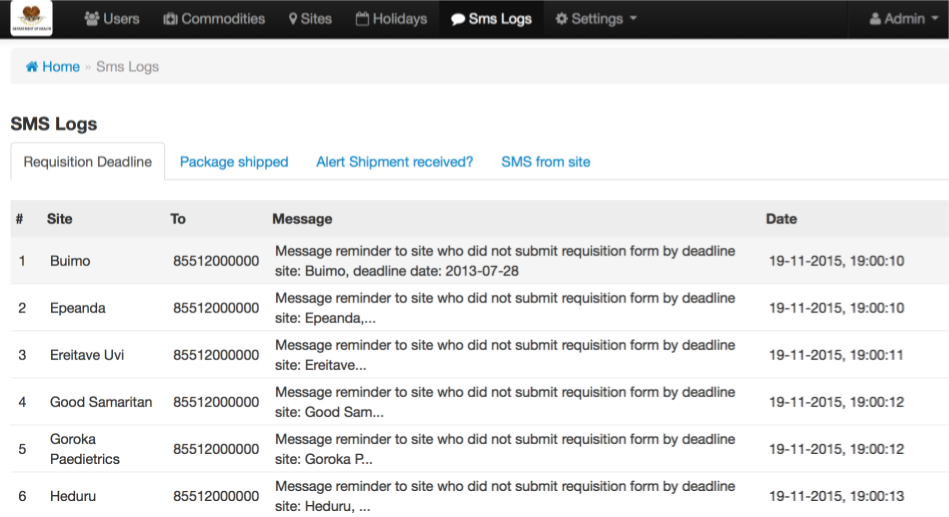 DEPARTMENT OF HEALTH
Users Commodities Sites Holidays Sms Logs Settings Admin
Home » Sms Logs
SMS Logs
Requisition Deadline Package shipped Alert Shipment received? SMS from site
# Site To Message Date
1 Buimo 85512000000 Message reminder to site who did not submit requisition form by deadline 19-11-2015, 19:00:10
site: Buimo, deadline date: 2013-07-28
2 Epeanda 85512000000 Message reminder to site who did not submit requisition form by deadline 19-11-2015, 19:00:10
site: Epeanda,...
3 Ereitave Uvi 85512000000 Message reminder to site who did not submit requisition form by deadline 19-11-2015, 19:00:11
site: Ereitave...
4 Good Samaritan 85512000000 Message reminder to site who did not submit requisition form by deadline 19-11-2015, 19:00:12
site: Good Sam...
5 Goroka Paedietrics 85512000000 Message reminder to site who did not submit requisition form by deadline 19-11-2015, 19:00:12
site: Goroka P...
6 Heduru 85512000000 Message reminder to site who did not submit requisition form by deadline 19-11-2015, 19:00:13
site: Heduru, ...